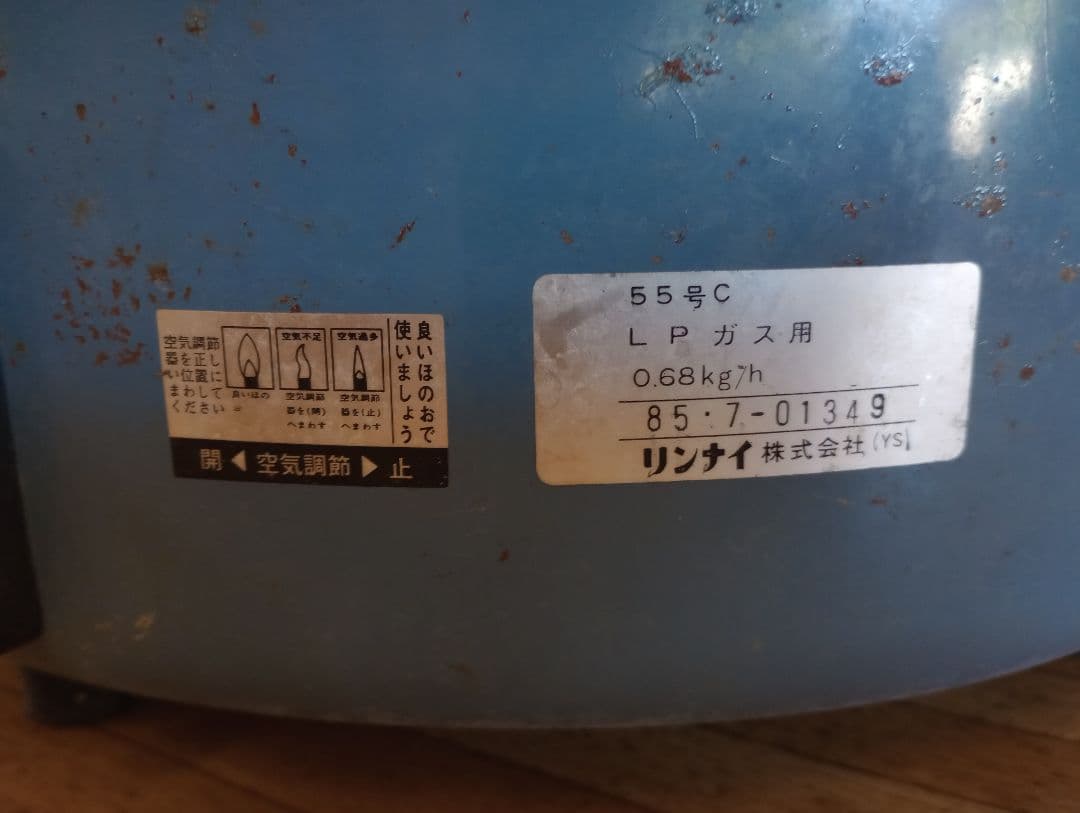 空気調節
器を正し
い位置に
まわして
ください
良いほの
空気不足
空気調節
器を(開)
へまわす
空気過多
空気調節
器を(止)
へまわす
良いほのおで
使いましょう
開 ◀ 空気調節 ▶ 止
55号C
LPガス用
0.68kg/h
85・7-01349
リンナイ株式会社(YS)